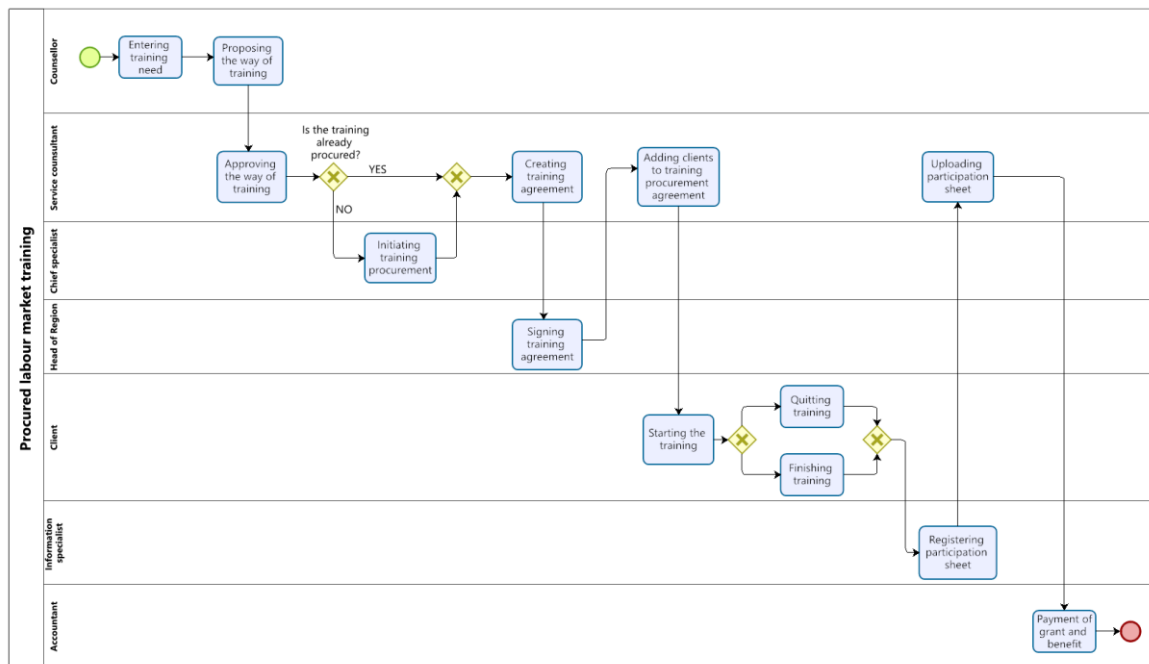 Procured labour market training
Counsellor
Entering
training
need
Proposing
the way of
training
Service counsultant
Approving
the way of
training
Is the training
already
procured?
YES
NO
Creating
training
agreement
Adding clients
to training
procurement
agreement
Uploading
participation
sheet
Chief specialist
Initiating
training
procurement
Head of Region
Signing
training
agreement
Client
Starting the
training
Quitting
training
Finishing
training
Information
specialist
Registering
participation
sheet
Accountant
Payment of
grant and
benefit